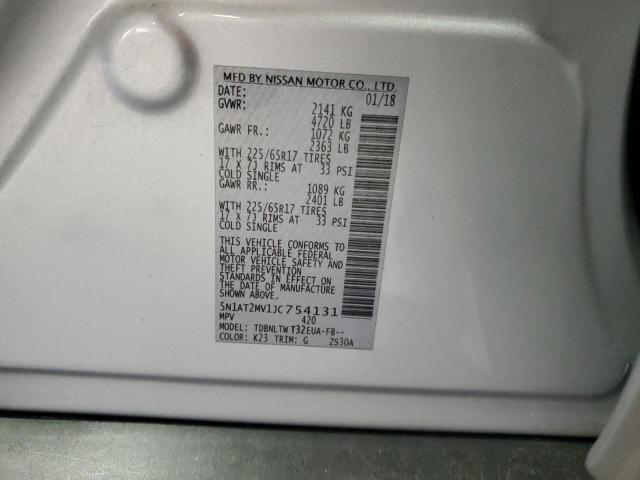 MFD BY NISSAN MOTOR CO., LTD.
DATE: 01/18
GVWR: 2141 KG
4720 LB
GAWR FR.: 1072 KG
2363 LB
WITH 225/65R17 TIRES
17 X 7J RIMS AT 33 PSI
COLD SINGLE
GAWR RR.: 1089 KG
2401 LB
WITH 225/65R17 TIRES
17 X 7J RIMS AT 33 PSI
COLD SINGLE
THIS VEHICLE CONFORMS TO
ALL APPLICABLE FEDERAL
MOTOR VEHICLE SAFETY AND
THEFT PREVENTION
STANDARDS IN EFFECT ON
THE DATE OF MANUFACTURE
SHOWN ABOVE.
5N1AT2MV1JC754131
MPV 420
MODEL: TDBNLTW T32EUA-FB--
COLOR: K23 TRIM: G ZS30A